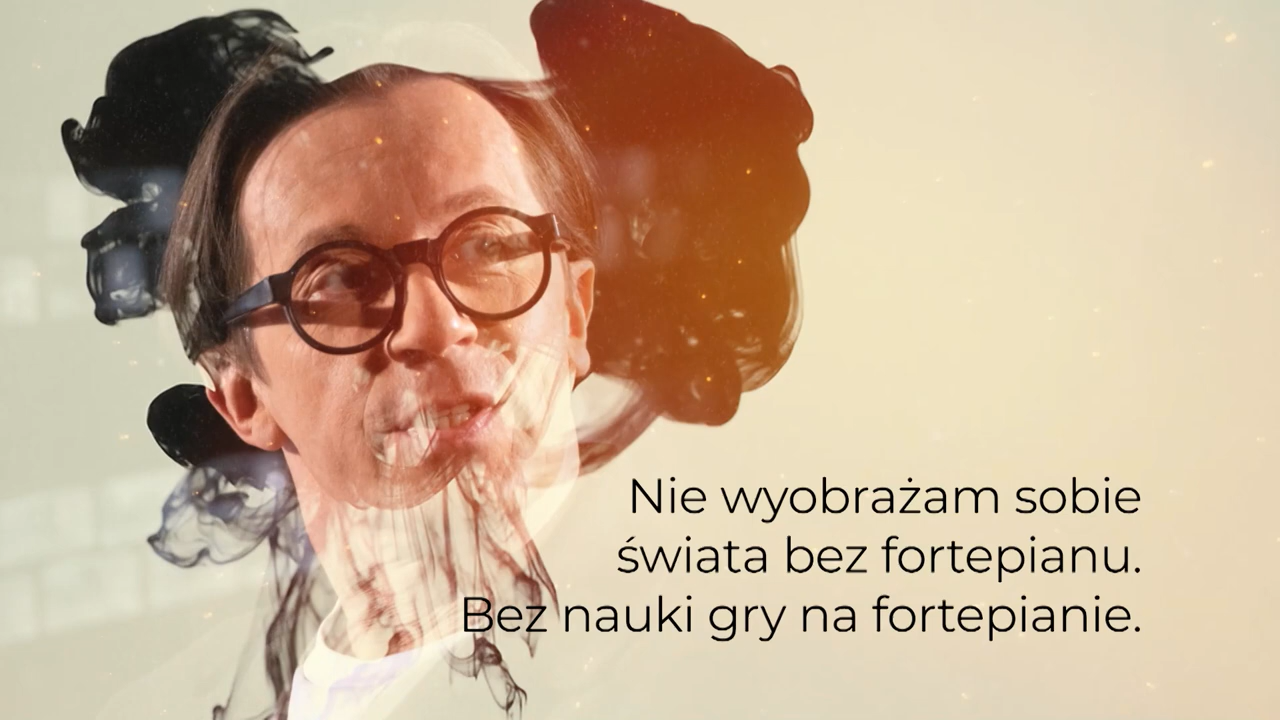 Nie wyobrażam sobie
świata bez fortepianu.
Bez nauki gry na fortepianie.